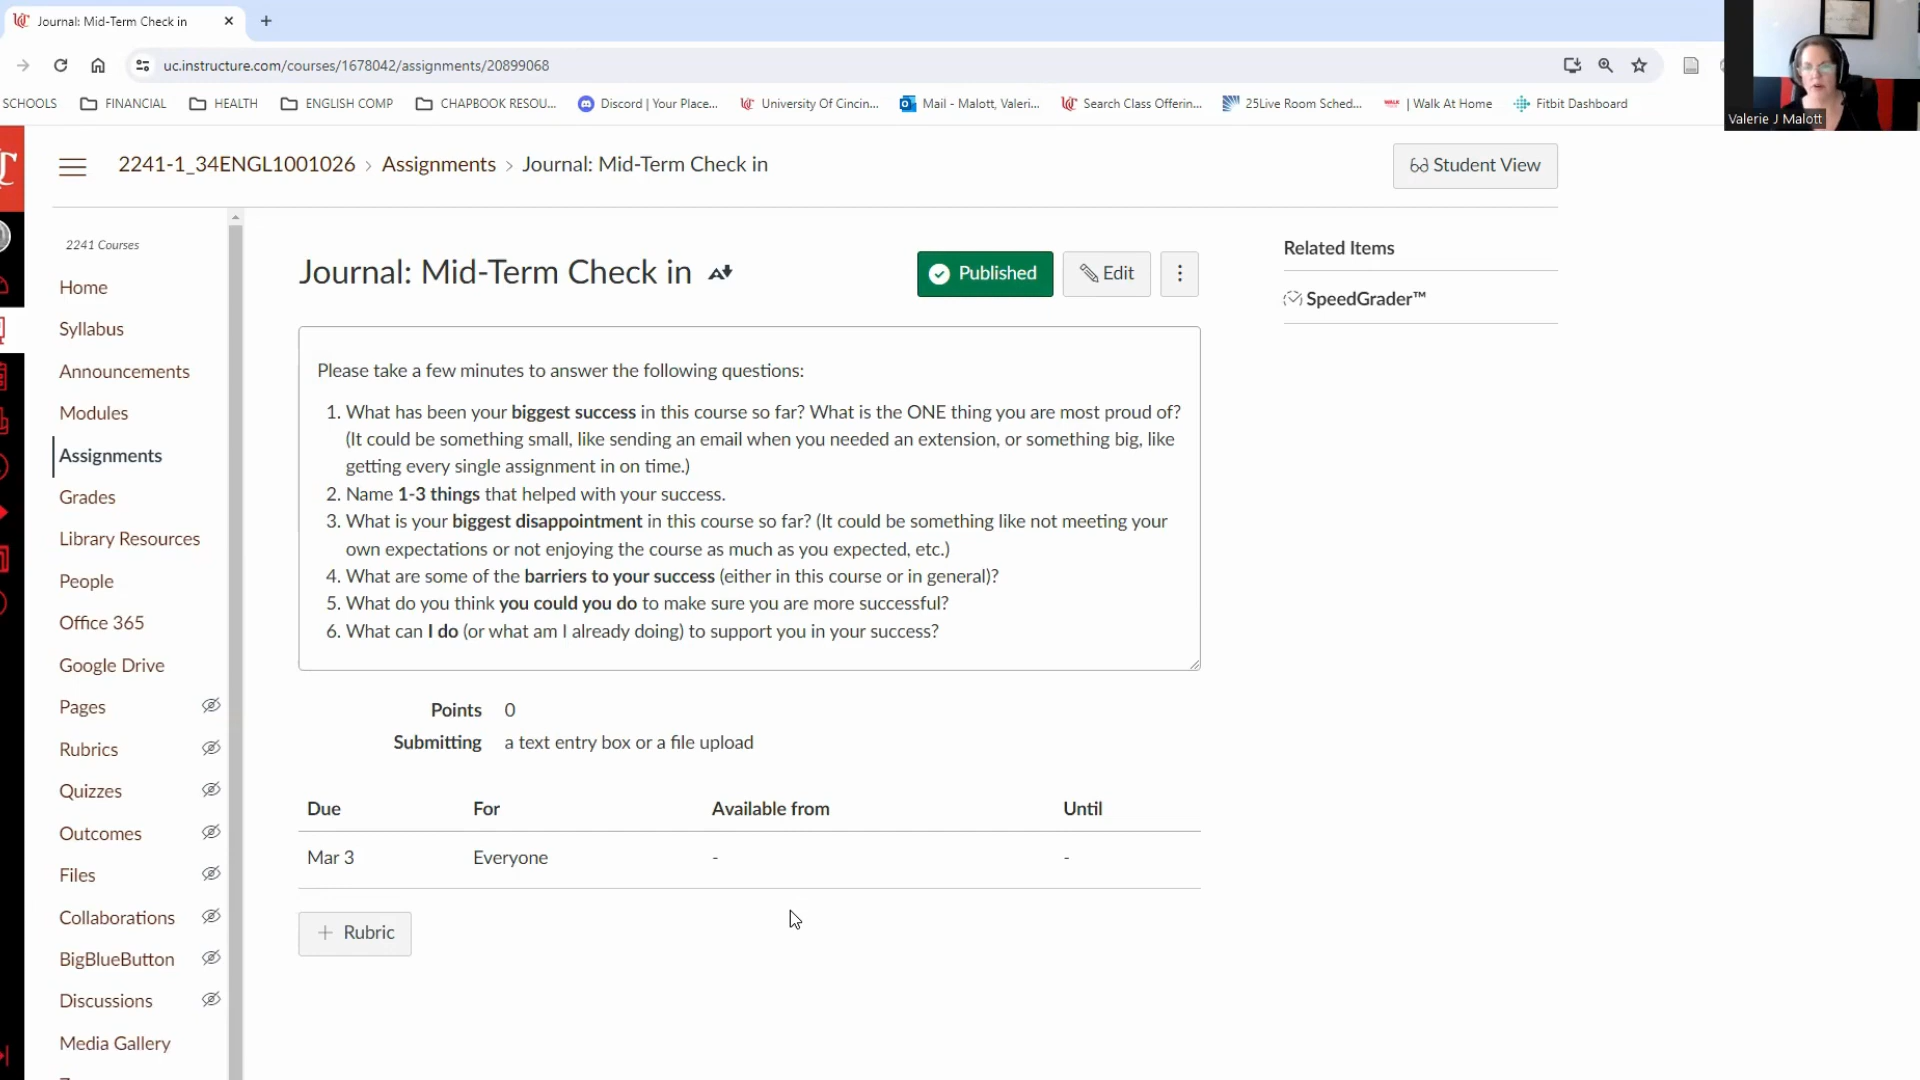 Journal: Mid-Term Check in
uc.instructure.com/courses/1678042/assignments/20899068
SCHOOLS
FINANCIAL
HEALTH
ENGLISH COMP
CHAPBOOK RESOU...
Discord | Your Place...
University Of Cincin...
Mail - Malott, Valeri...
Search Class Offerin...
25Live Room Sched...
| Walk At Home
Fitbit Dashboard
Valerie J Malott
2241-1_34ENGL1001026 › Assignments › Journal: Mid-Term Check in
Student View
2241 Courses
Home
Syllabus
Announcements
Modules
Assignments
Grades
Library Resources
People
Office 365
Google Drive
Pages
Rubrics
Quizzes
Outcomes
Files
Collaborations
BigBlueButton
Discussions
Media Gallery
Journal: Mid-Term Check in
Published
Edit
Please take a few minutes to answer the following questions:
1. What has been your biggest success in this course so far? What is the ONE thing you are most proud of?
(It could be something small, like sending an email when you needed an extension, or something big, like
getting every single assignment in on time.)
2. Name 1-3 things that helped with your success.
3. What is your biggest disappointment in this course so far? (It could be something like not meeting your
own expectations or not enjoying the course as much as you expected, etc.)
4. What are some of the barriers to your success (either in this course or in general)?
5. What do you think you could you do to make sure you are more successful?
6. What can I do (or what am I already doing) to support you in your success?
Points 0
Submitting a text entry box or a file upload
Due For Available from Until
Mar 3 Everyone - -
+ Rubric
Related Items
SpeedGrader™